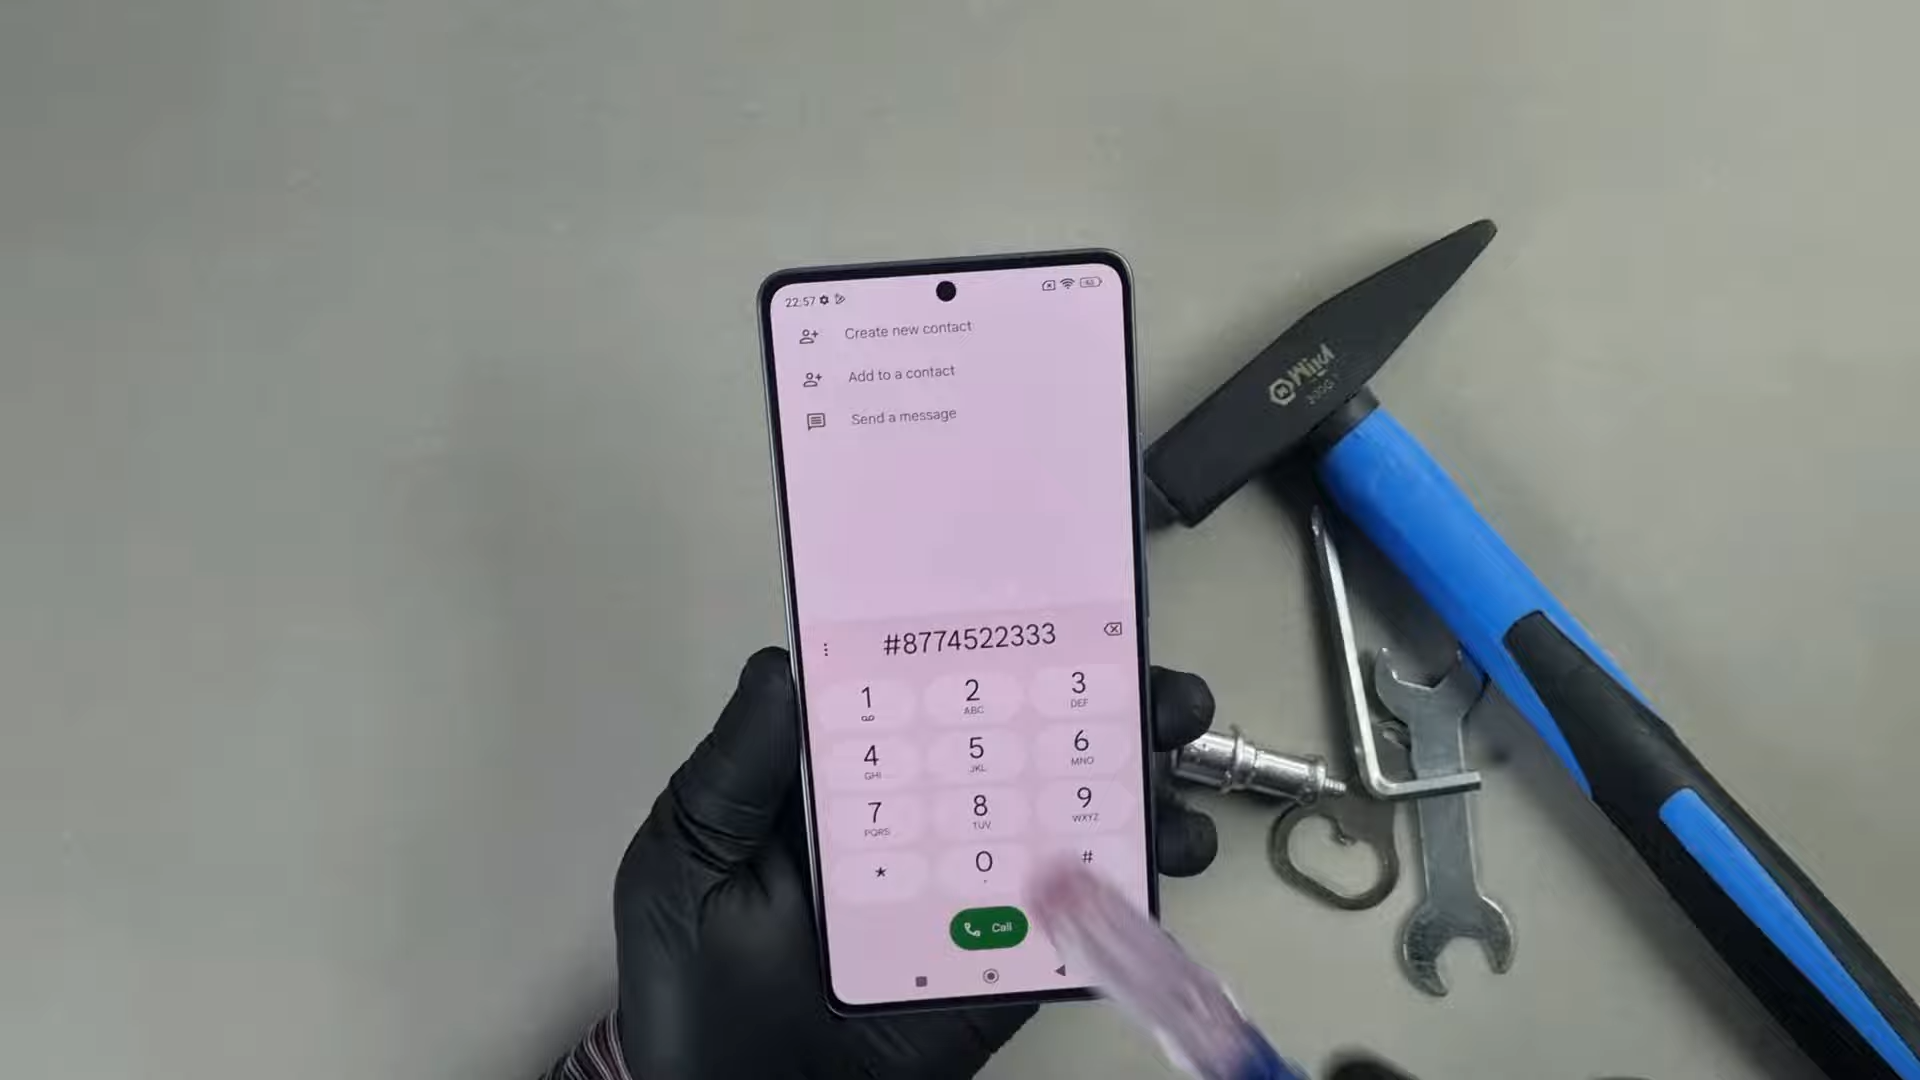 22:57
Create new contact
Add to a contact
Send a message
#8774522333
1
2 ABC
3 DEF
4 GHI
5 JKL
6 MNO
7 PQRS
8 TUV
9 WXYZ
*
0
#
Call